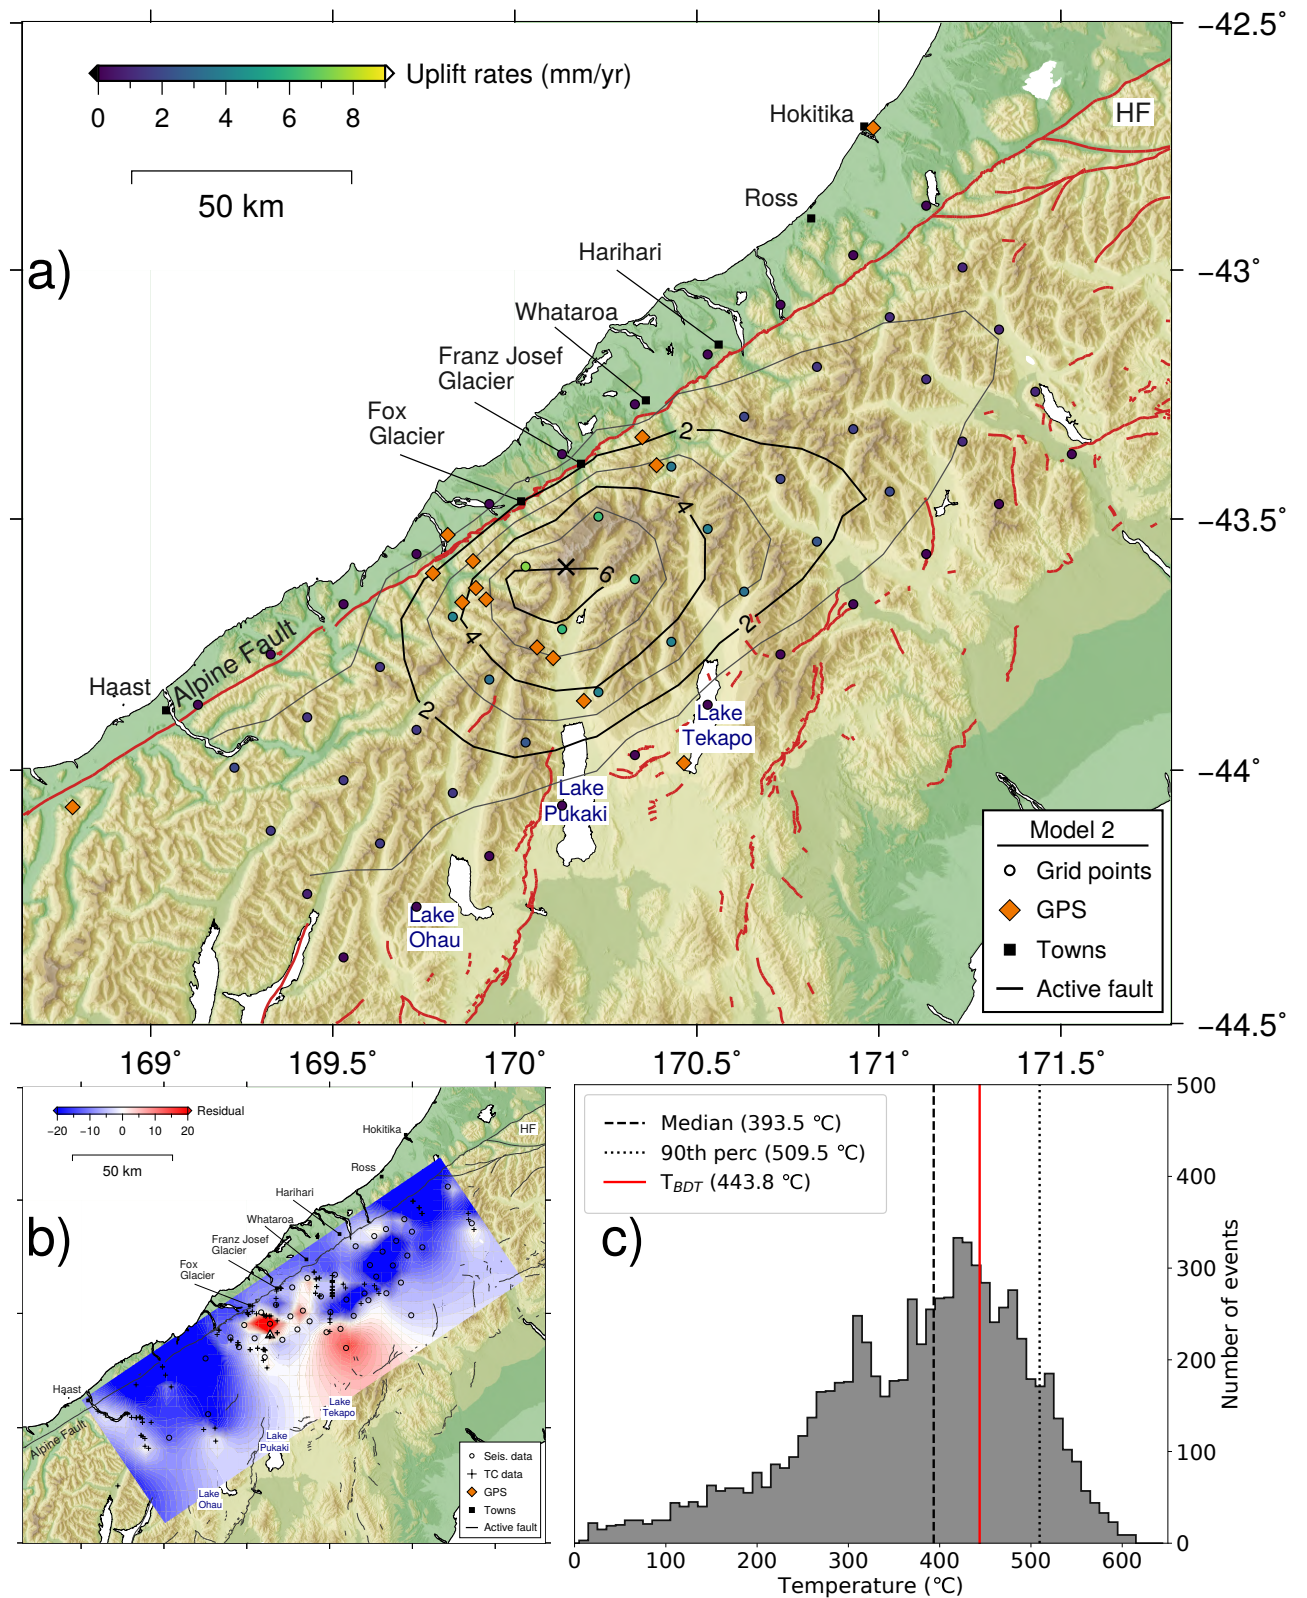 Uplift rates (mm/yr)
0 2 4 6 8
50 km
a)
−42.5°
−43°
−43.5°
−44°
−44.5°
HF
Hokitika
Ross
Harihari
Whataroa
Franz Josef
Glacier
Fox
Glacier
2
4
6
4
2
2
Alpine Fault
Haast
Lake
Tekapo
Lake
Pukaki
Lake
Ohau
Model 2
Grid points
GPS
Towns
Active fault
169° 169.5° 170° 170.5° 171° 171.5°
Residual
−20 −10 0 10 20
50 km
b)
HF
Hokitika
Ross
Harihari
Whataroa
Franz Josef
Glacier
Fox
Glacier
Haast
Alpine Fault
Lake
Tekapo
Lake
Pukaki
Lake
Ohau
Seis. data
TC data
GPS
Towns
Active fault
Median (393.5 °C)
90th perc (509.5 °C)
T_BDT (443.8 °C)
c)
500
400
300
200
100
0
Number of events
0 100 200 300 400 500 600
Temperature (°C)